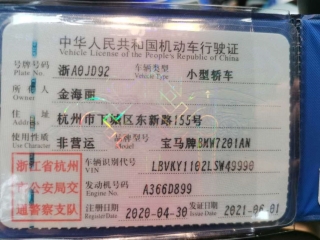 中华人民共和国机动车行驶证
Vehicle License of the People's Republic of China
号牌号码 浙A0JD92 车辆类型 小型轿车
Plate No. Vehicle Type
所有人 金海丽
Owner
住址 杭州市下城区东新路155号
Address
使用性质 非营运 品牌型号 宝马牌BMW7201AN
Use Character Model
浙江省杭州 车辆识别代号 LBVKY1102LSW49990
VIN
市公安局交 发动机号码 A366D899
Engine No.
通警察支队 注册日期 2020-04-30 发证日期 2021-06-01
Register Date Issue Date